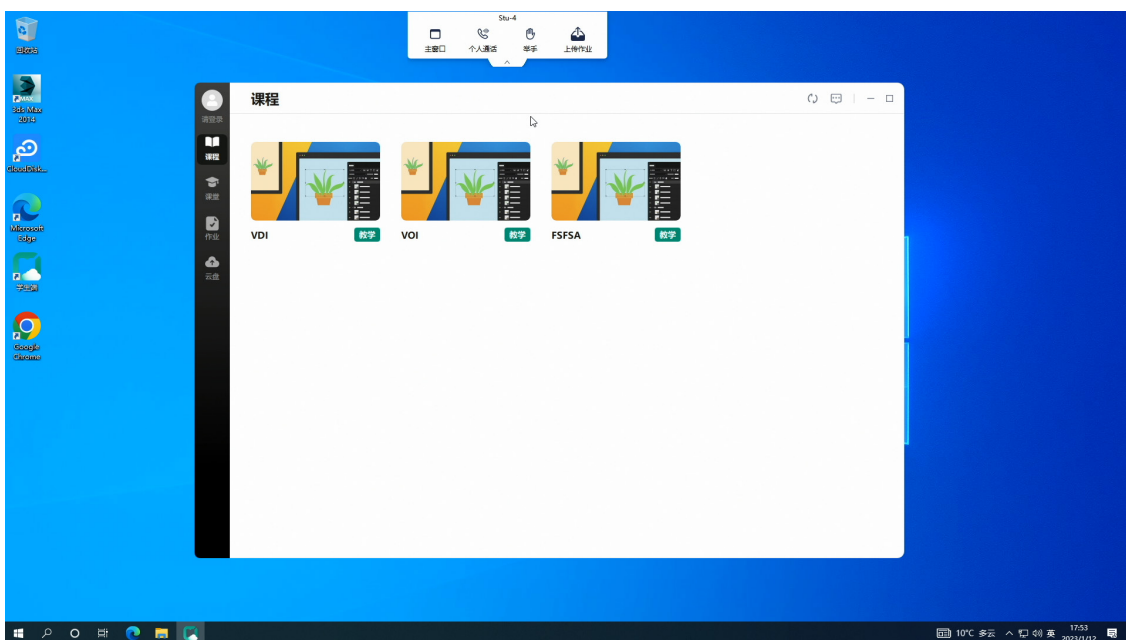 Stu-4
主窗口
个人通话
举手
上传作业
回收站
3ds Max
2014
CloudDisk...
Microsoft
Edge
学生端
Google
Chrome
请登录
课程
课堂
作业
云盘
课程
VDI
教学
VOI
教学
FSFSA
教学
10°C 多云
英
17:53
2023/1/12